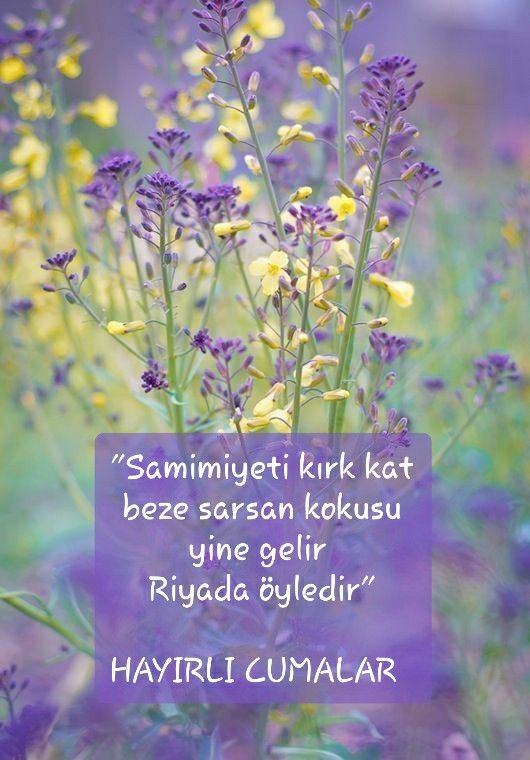 "Samimiyeti kırk kat
beze sarsan kokusu
yine gelir
Riyada öyledir"
HAYIRLI CUMALAR